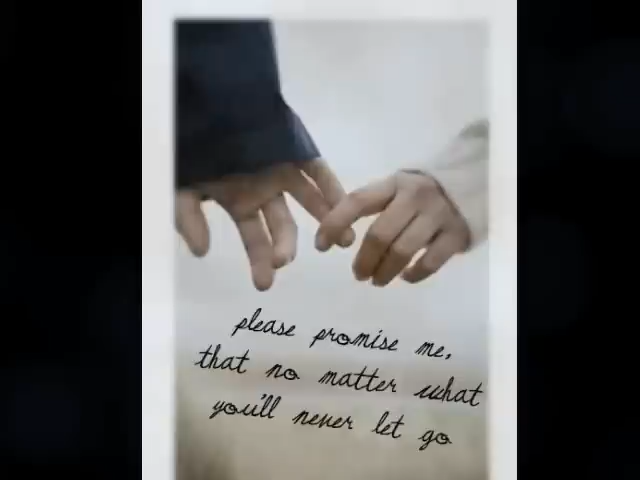 please promise me,
that no matter what
you'll never let go